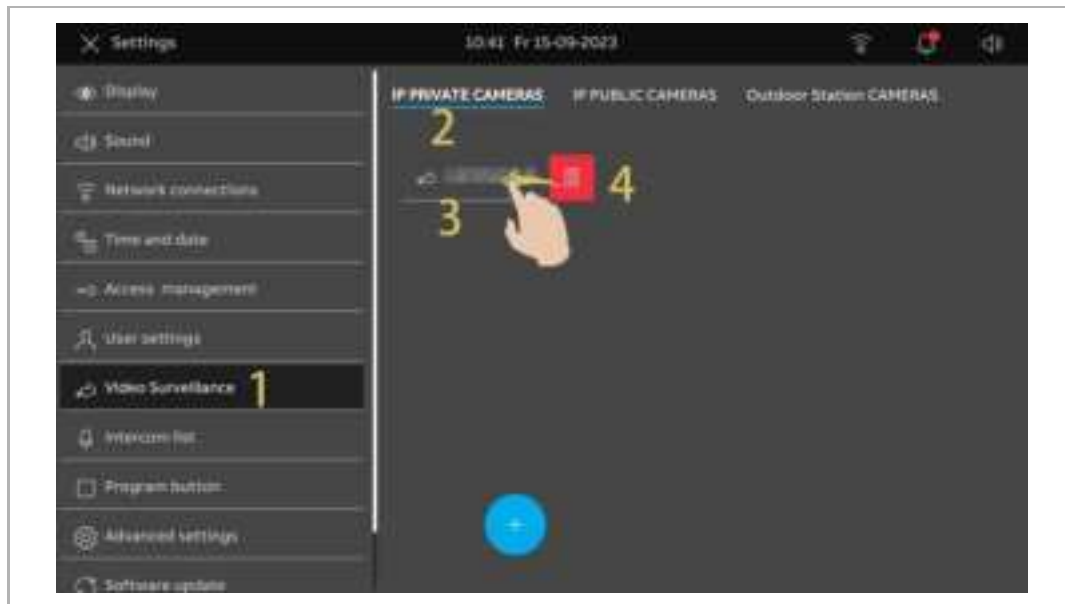 Settings
10:41 Fr 15-09-2023
Display
Sound
Network connections
Time and date
Access management
User settings
Video Surveillance
Intercom list
Program button
Advanced settings
Software update
IP PRIVATE CAMERAS
IP PUBLIC CAMERAS
Outdoor Station CAMERAS
1
2
3
4
+